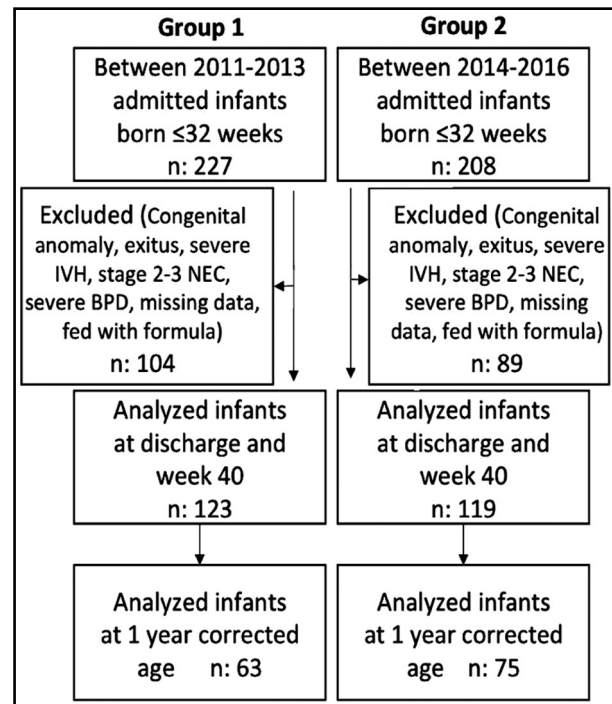 Group 1
Between 2011-2013
admitted infants
born ≤32 weeks
n: 227
Excluded (Congenital
anomaly, exitus, severe
IVH, stage 2-3 NEC,
severe BPD, missing data,
fed with formula)
n: 104
Analyzed infants
at discharge and
week 40
n: 123
Analyzed infants
at 1 year corrected
age n: 63
Group 2
Between 2014-2016
admitted infants
born ≤32 weeks
n: 208
Excluded (Congenital
anomaly, exitus, severe
IVH, stage 2-3 NEC,
severe BPD, missing
data, fed with formula)
n: 89
Analyzed infants
at discharge and
week 40
n: 119
Analyzed infants
at 1 year corrected
age n: 75